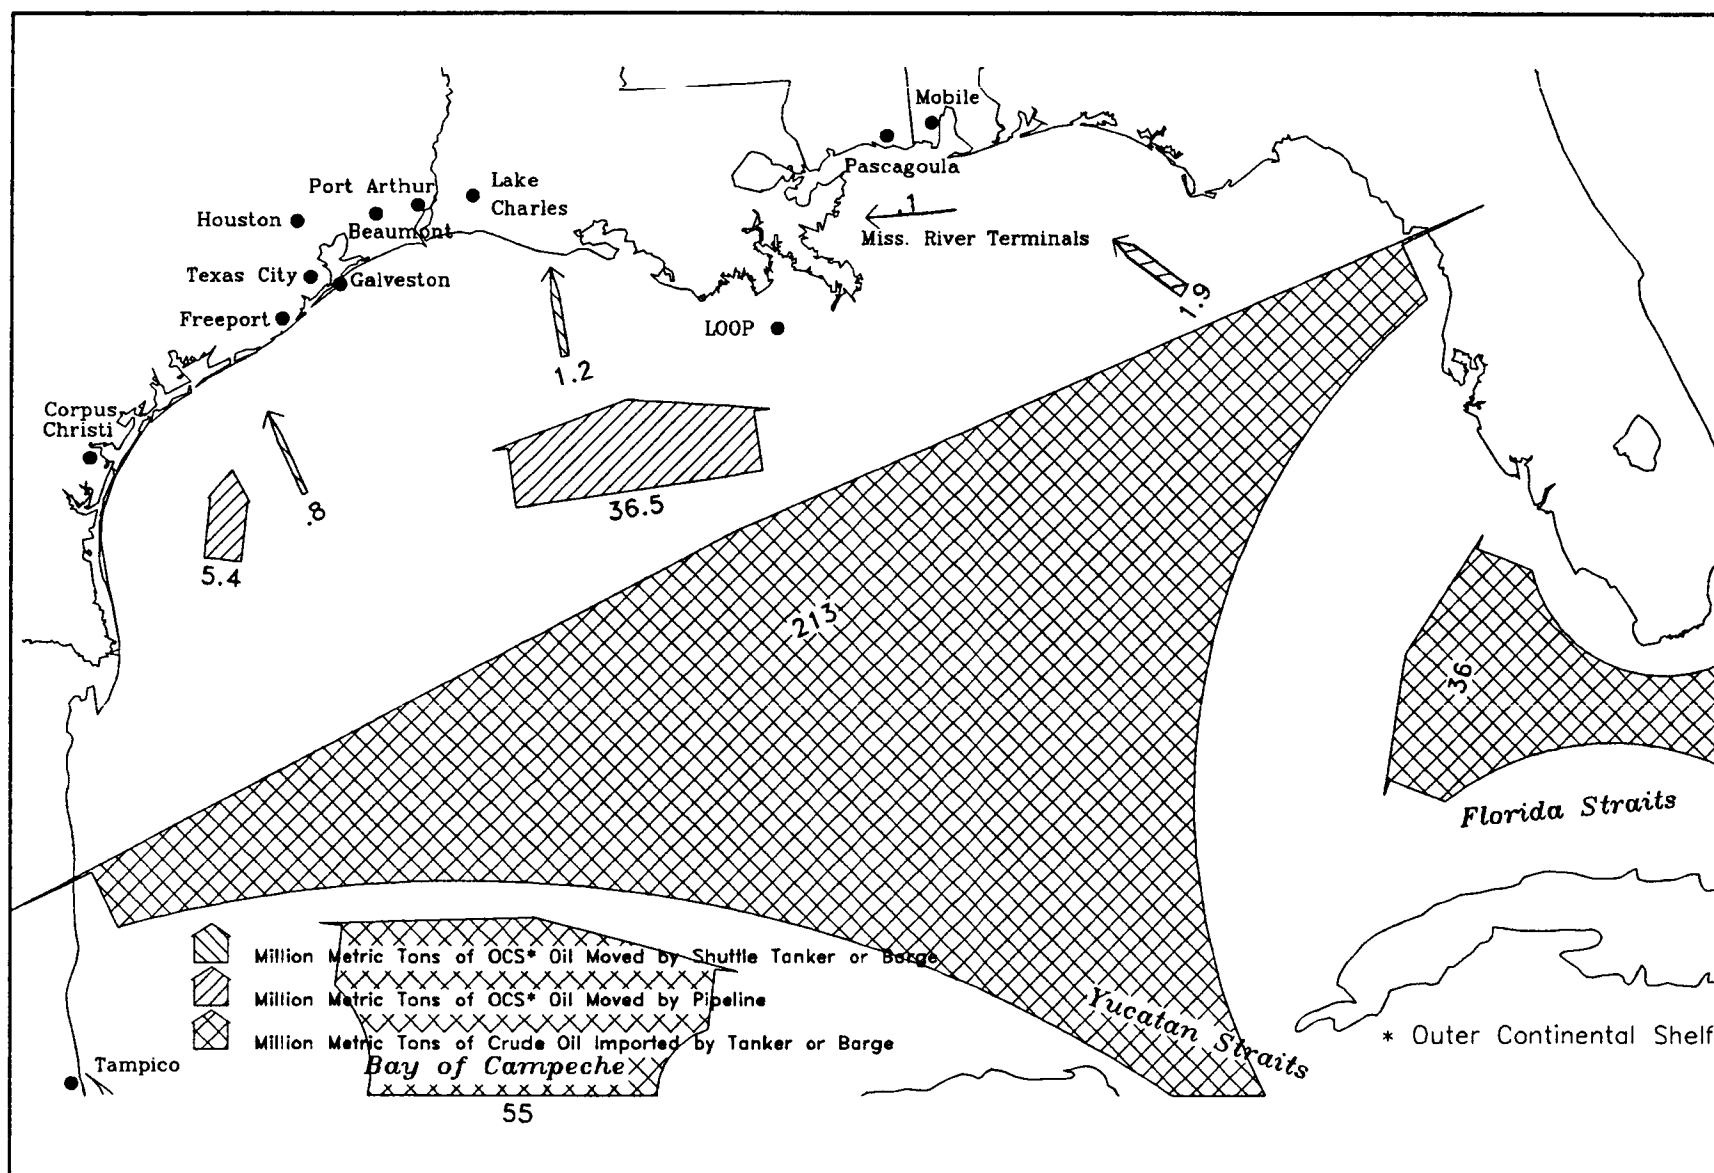 Mobile
Pascagoula
Port Arthur
Lake
Charles
Houston
Beaumont
.1
Miss. River Terminals
Texas City
Galveston
Freeport
LOOP
1.9
1.2
Corpus
Christi
36.5
.8
5.4
213
36
Florida Straits
Million Metric Tons of OCS* Oil Moved by Shuttle Tanker or Barge
Million Metric Tons of OCS* Oil Moved by Pipeline
Million Metric Tons of Crude Oil Imported by Tanker or Barge
Yucatan Straits
* Outer Continental Shelf
Tampico
Bay of Campeche
55